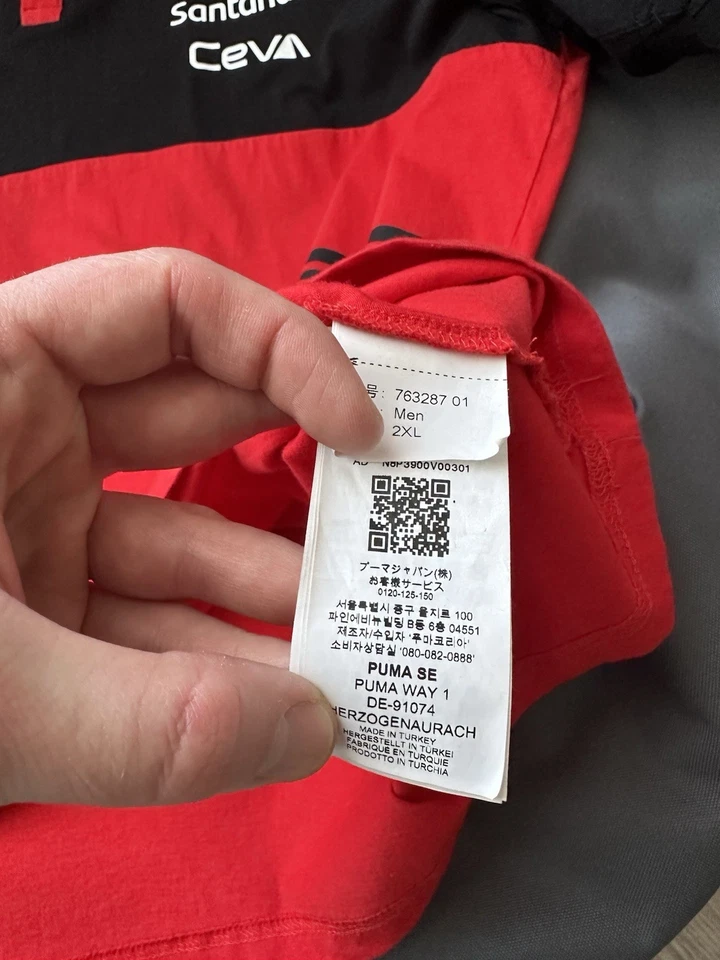 Santand
CEVA
号: 763287 01
: Men
2XL
N8P3900V00301
プーマジャパン(株)
お客様サービス
0120-125-150
서울특별시 중구 을지로 100
파인에비뉴빌딩 B동 6층 04551
제조자/수입자 '푸마코리아'
소비자상담실 '080-082-0888'
PUMA SE
PUMA WAY 1
DE-91074
HERZOGENAURACH
MADE IN TURKEY
HERGESTELLT IN TÜRKEI
FABRIQUÉ EN TURQUIE
PRODOTTO IN TURCHIA